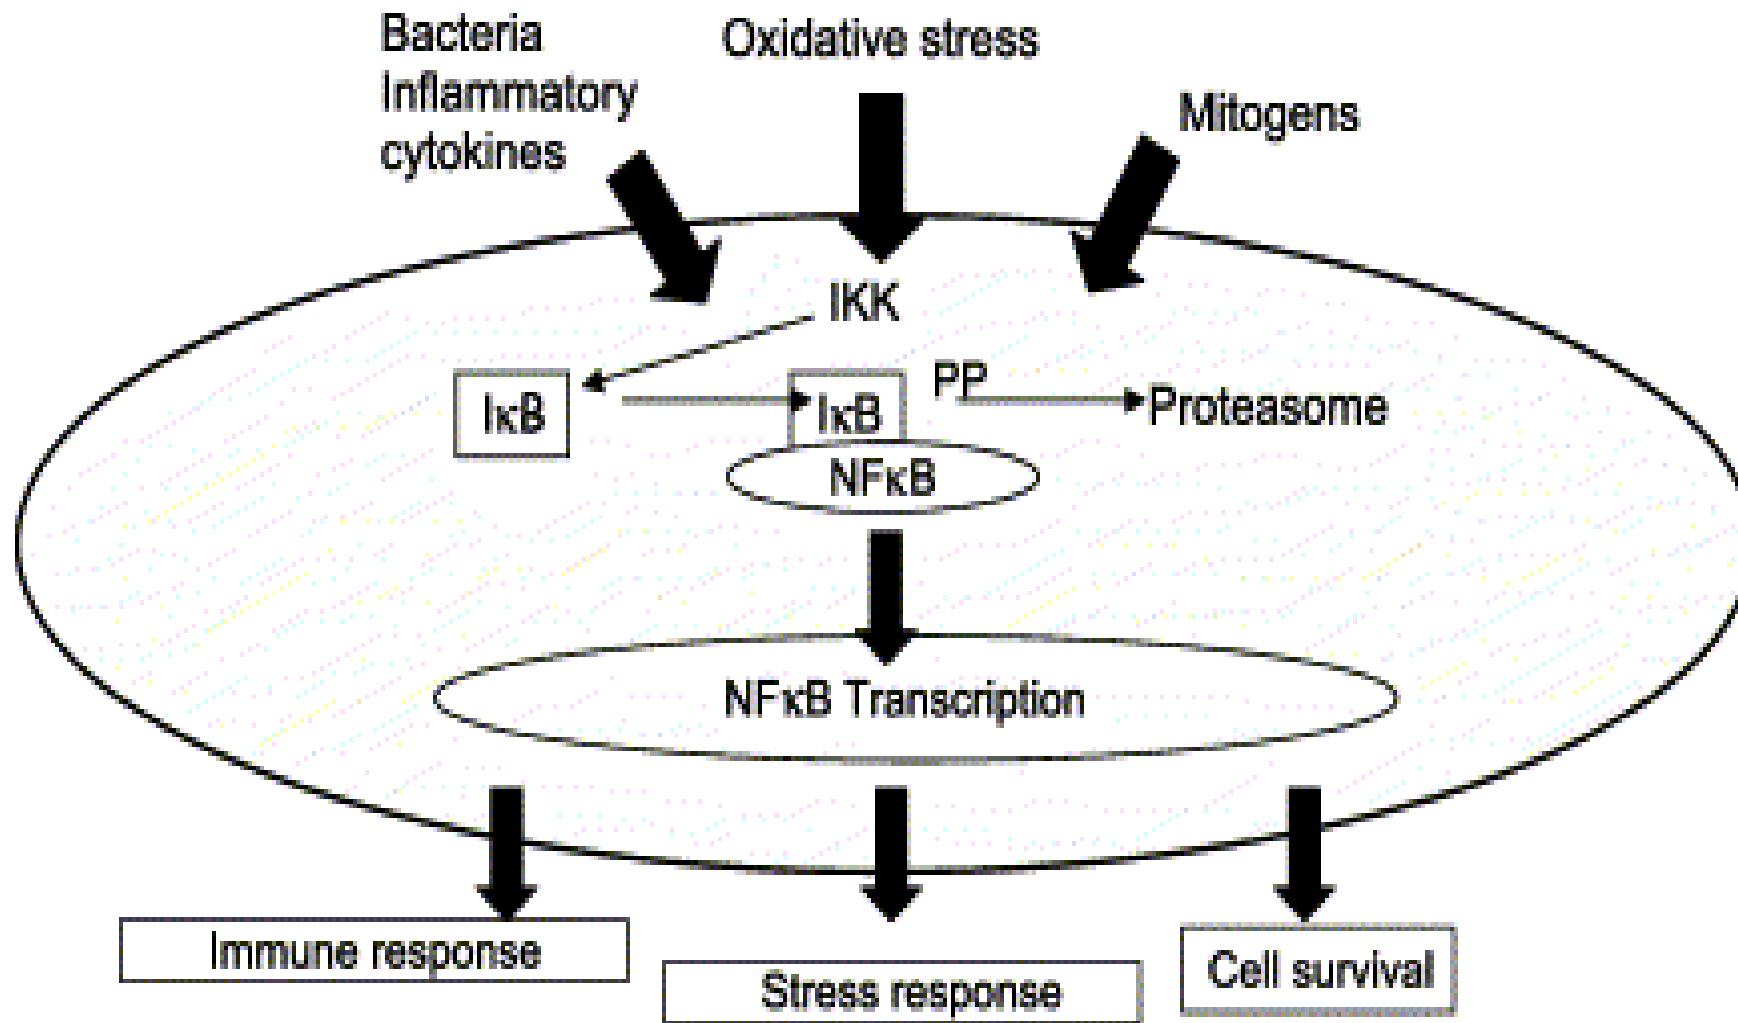 Bacteria
Inflammatory
cytokines
Oxidative stress
Mitogens
IKK
IκB
IκB
PP
Proteasome
NFκB
NFκB Transcription
Immune response
Stress response
Cell survival